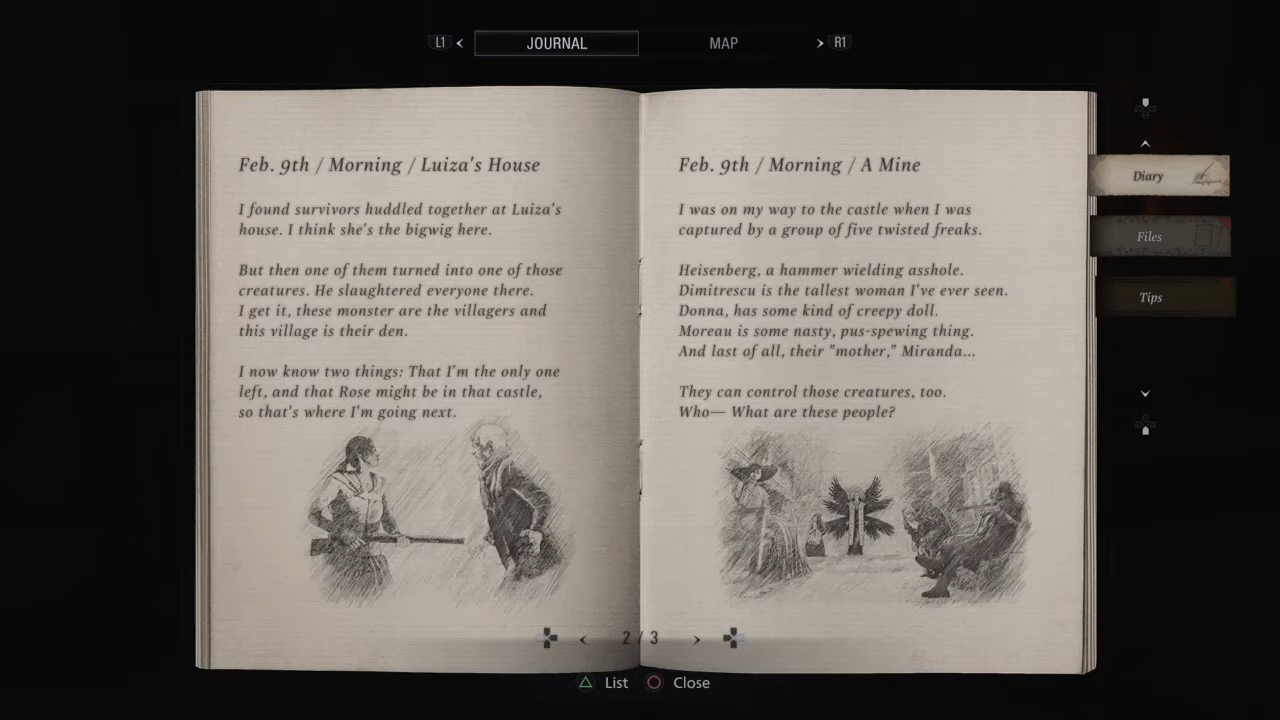 L1
JOURNAL
MAP
R1
Feb. 9th / Morning / Luiza's House
I found survivors huddled together at Luiza's
house. I think she's the bigwig here.
But then one of them turned into one of those
creatures. He slaughtered everyone there.
I get it, these monster are the villagers and
this village is their den.
I now know two things: That I'm the only one
left, and that Rose might be in that castle,
so that's where I'm going next.
Feb. 9th / Morning / A Mine
I was on my way to the castle when I was
captured by a group of five twisted freaks.
Heisenberg, a hammer wielding asshole.
Dimitrescu is the tallest woman I've ever seen.
Donna, has some kind of creepy doll.
Moreau is some nasty, pus-spewing thing.
And last of all, their "mother," Miranda...
They can control those creatures, too.
Who— What are these people?
Diary
Files
Tips
2 / 3
List
Close